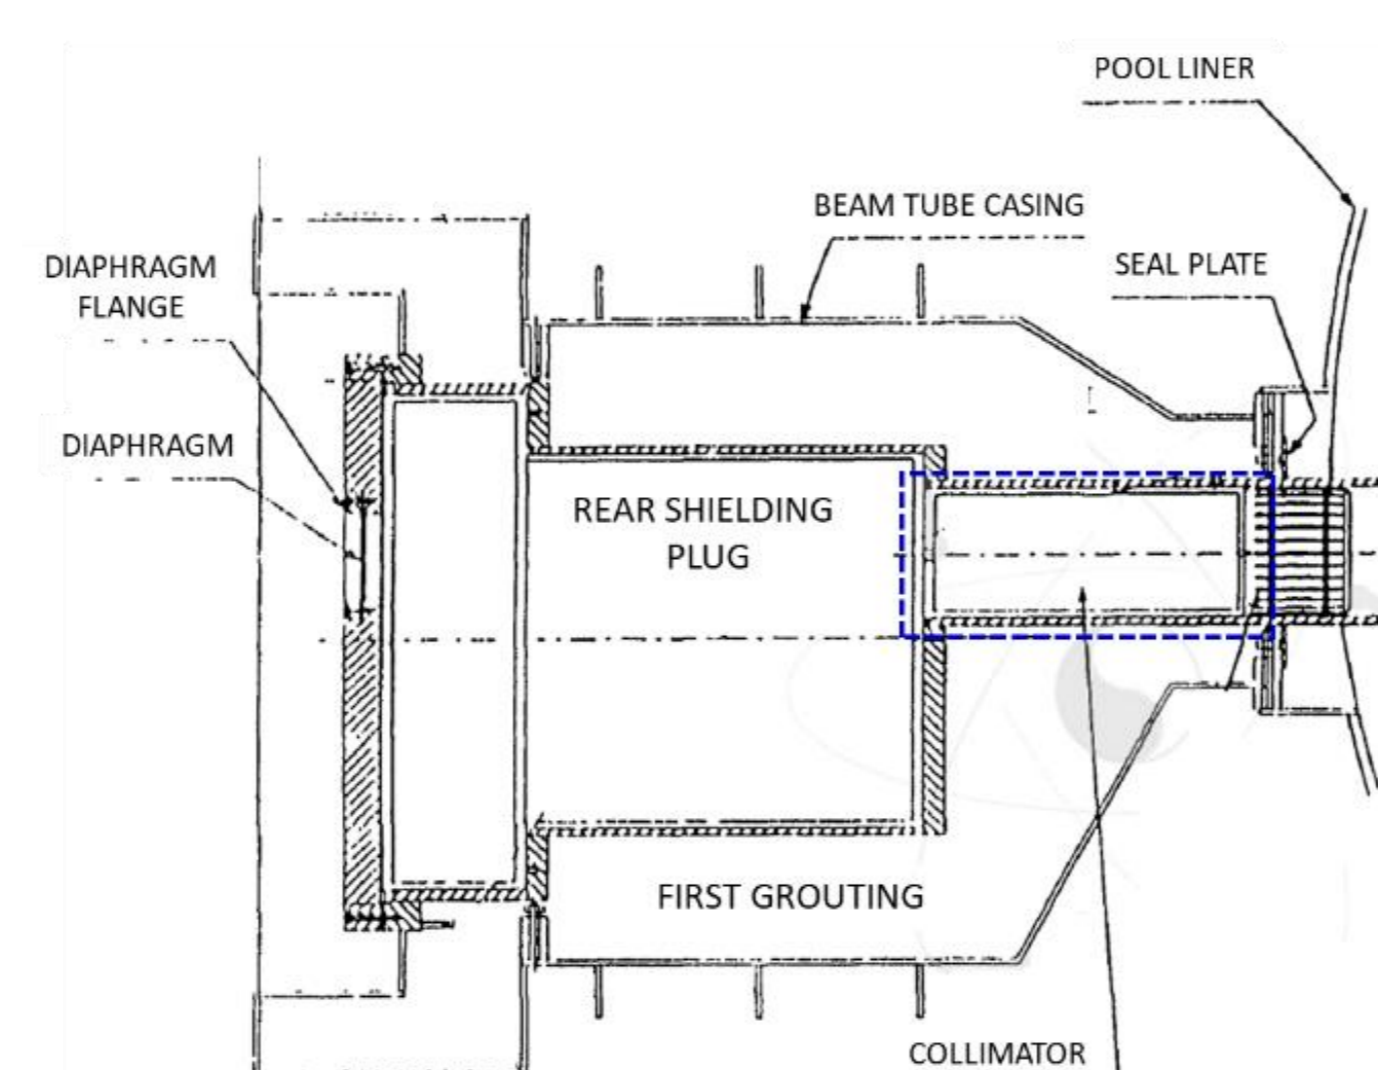 POOL LINER
BEAM TUBE CASING
SEAL PLATE
DIAPHRAGM
FLANGE
DIAPHRAGM
REAR SHIELDING
PLUG
FIRST GROUTING
COLLIMATOR